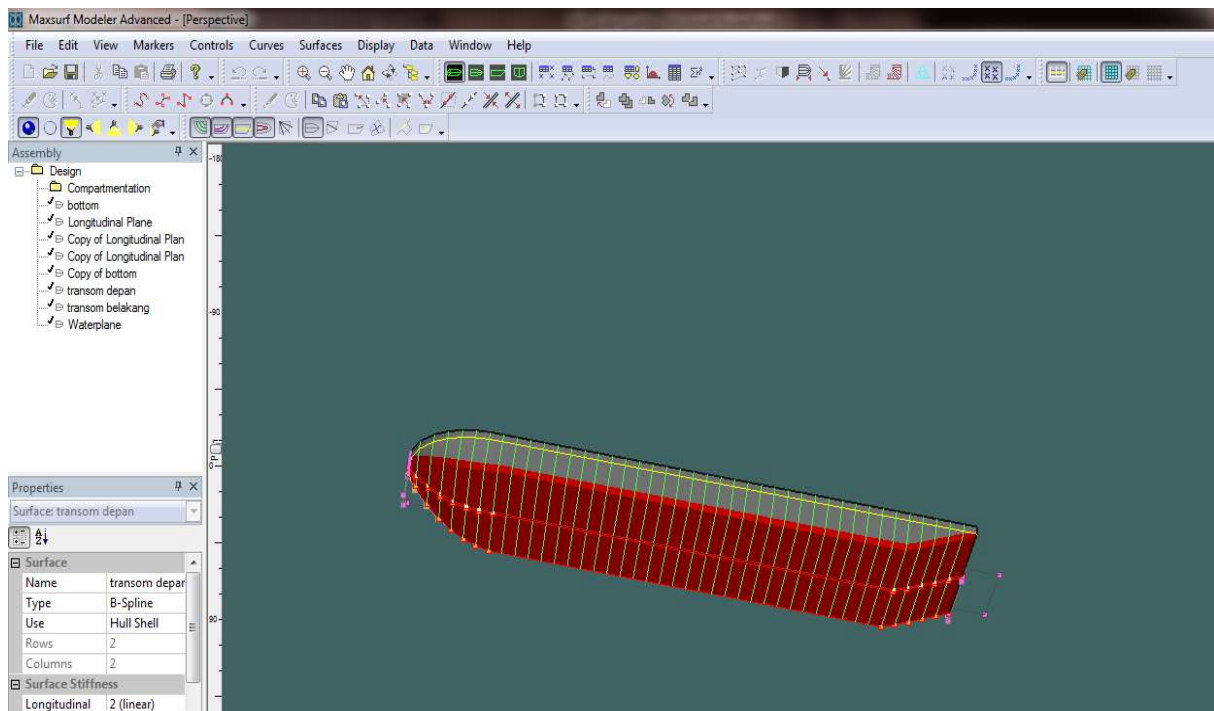 Maxsurf Modeler Advanced - [Perspective]
File Edit View Markers Controls Curves Surfaces Display Data Window Help
Assembly
Design
Compartmentation
bottom
Longitudinal Plane
Copy of Longitudinal Plan
Copy of Longitudinal Plan
Copy of bottom
transom depan
transom belakang
Waterplane
-180
-90
0
90
Properties
Surface: transom depan
Surface
Name transom depar
Type B-Spline
Use Hull Shell
Rows 2
Columns 2
Surface Stiffness
Longitudinal 2 (linear)